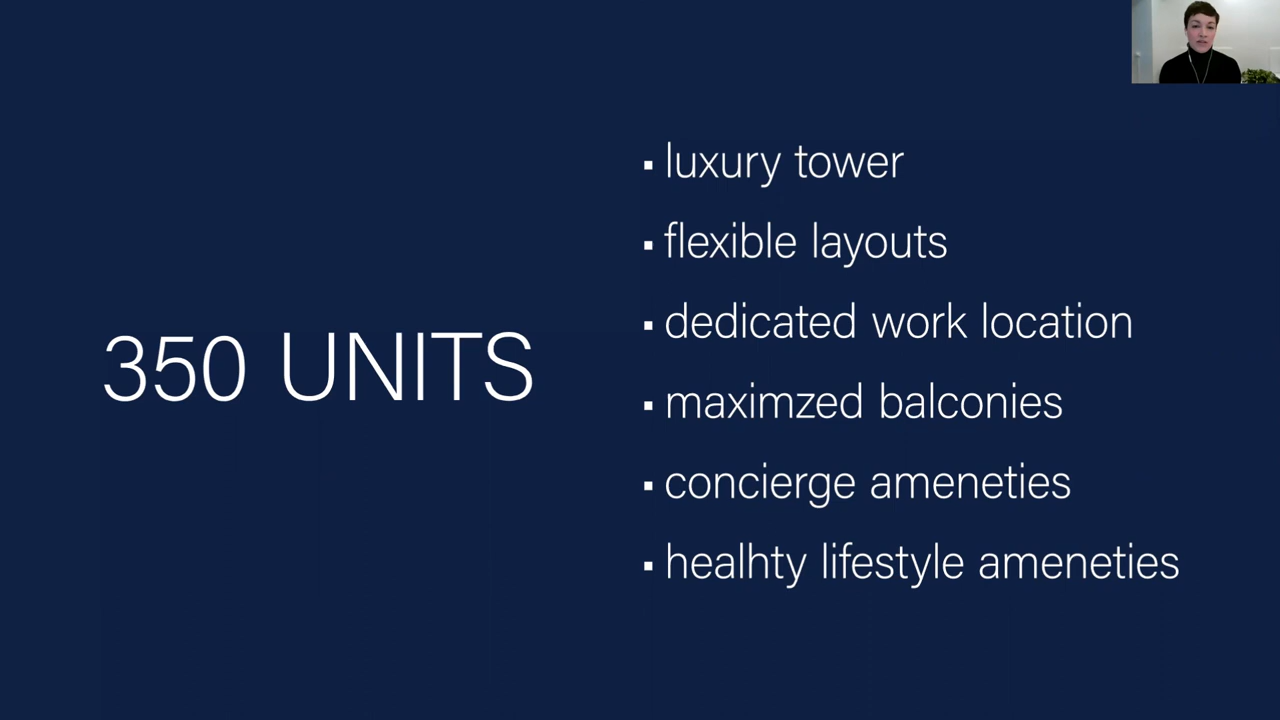 350 UNITS
▪ luxury tower
▪ flexible layouts
▪ dedicated work location
▪ maximzed balconies
▪ concierge ameneties
▪ healhty lifestyle ameneties